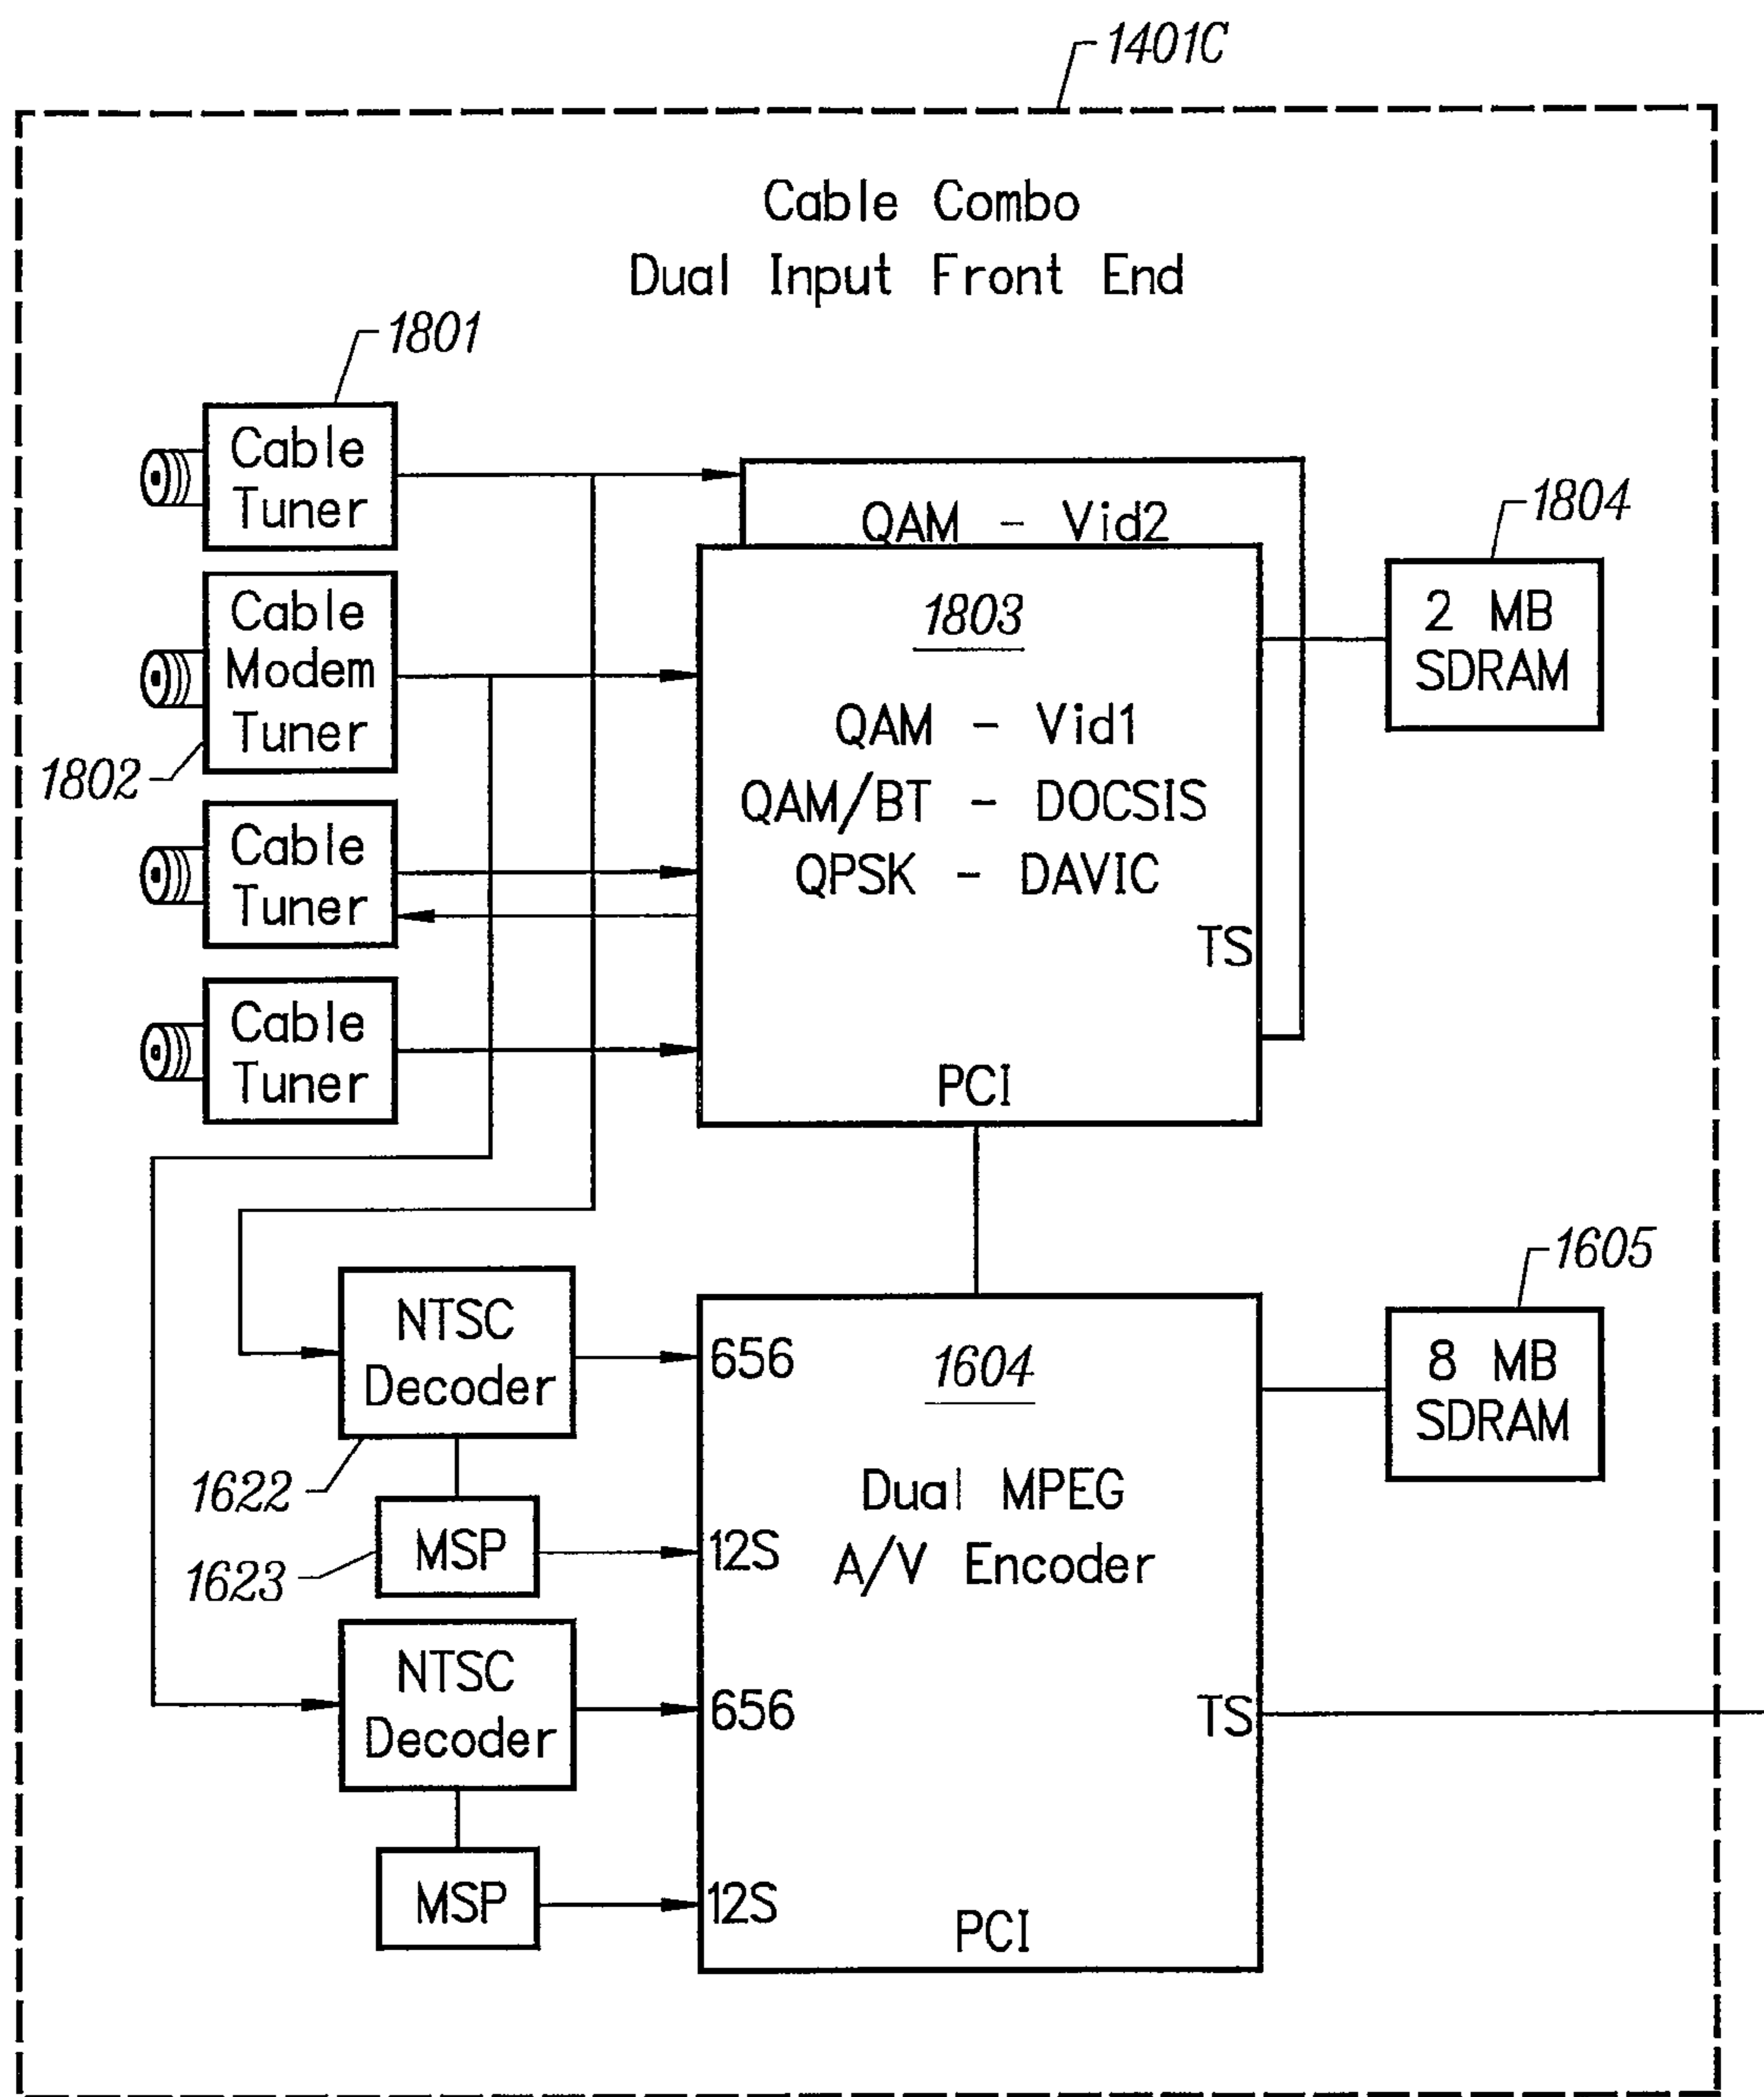 1401C
Cable Combo
Dual Input Front End
1801
Cable
Tuner
QAM - Vid2
1804
2 MB
SDRAM
Cable
Modem
Tuner
1802
1803
QAM - Vid1
QAM/BT - DOCSIS
QPSK - DAVIC
TS
PCI
Cable
Tuner
Cable
Tuner
1605
8 MB
SDRAM
NTSC
Decoder
1622
MSP
1623
NTSC
Decoder
MSP
656
1604
Dual MPEG
A/V Encoder
12S
656
TS
12S
PCI